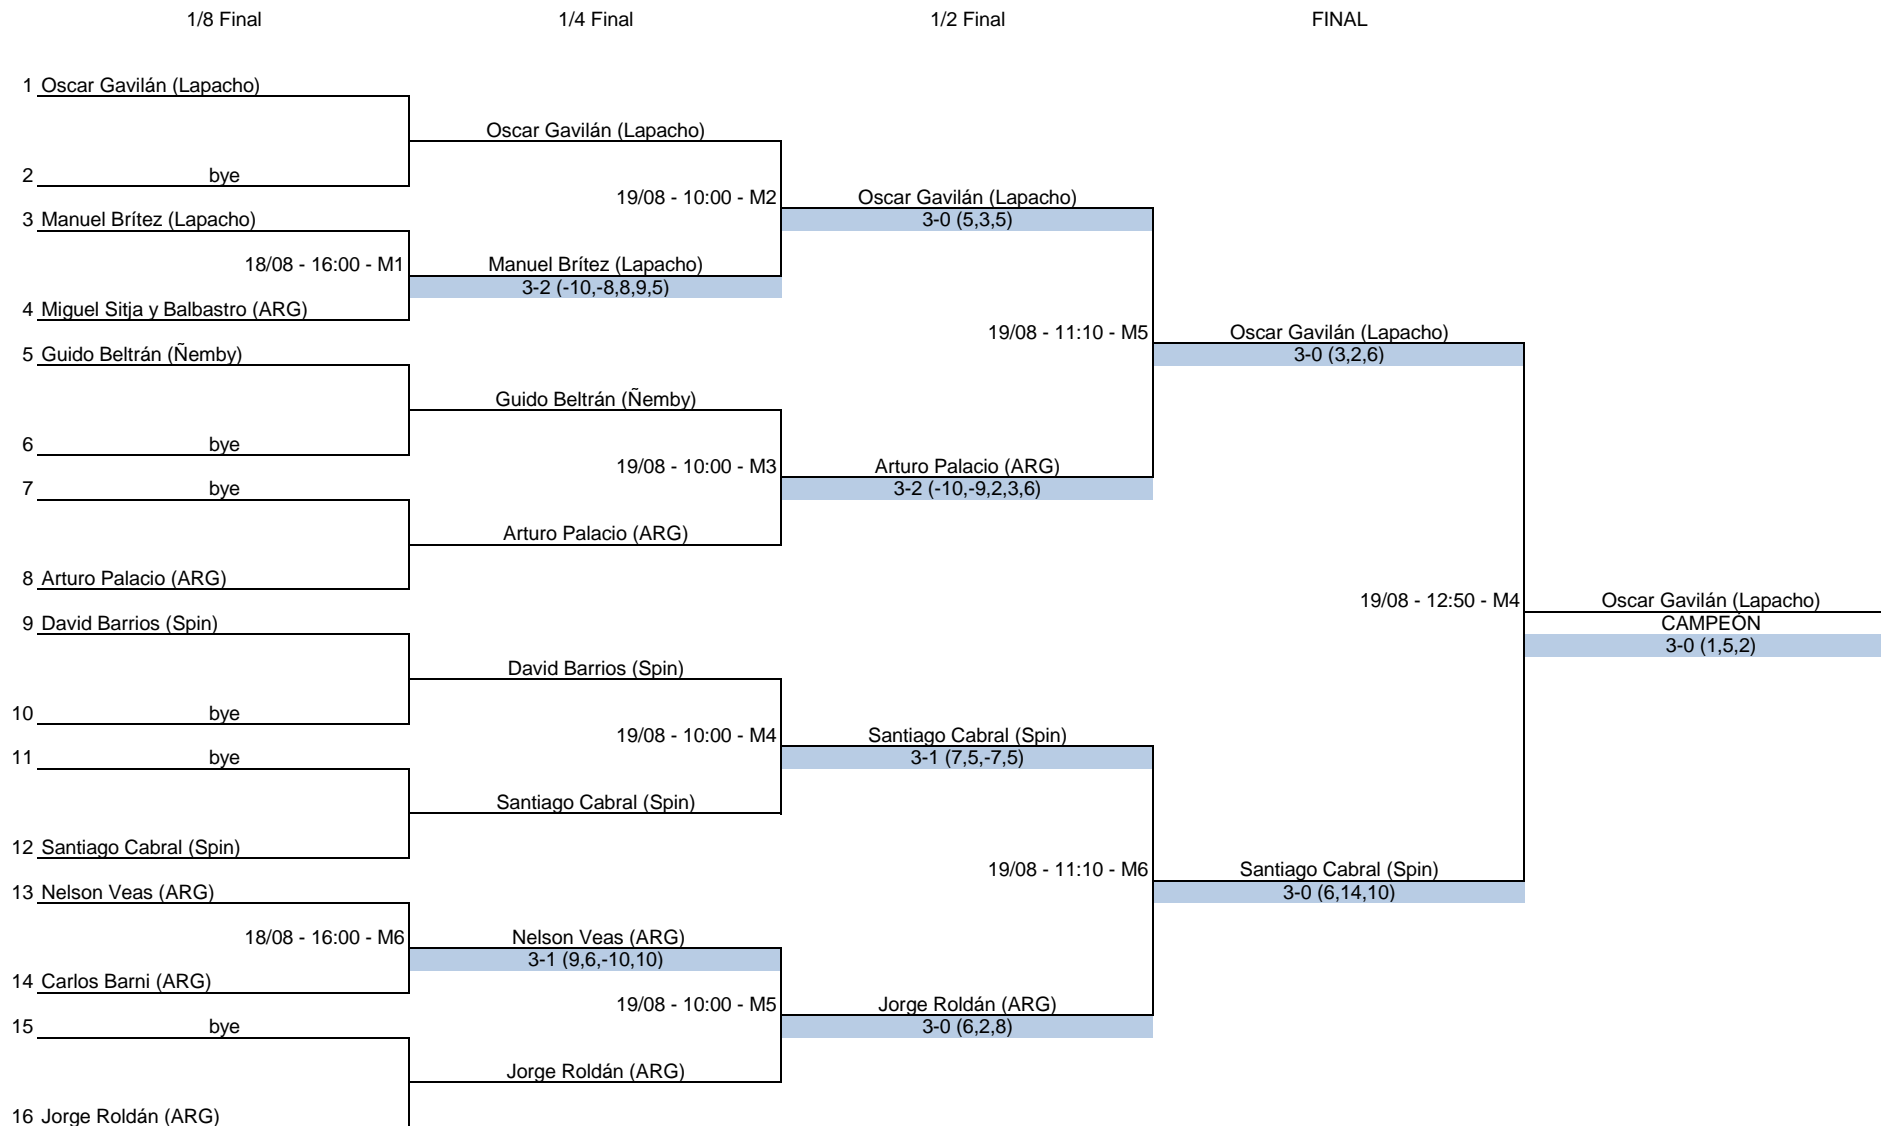 1/8 Final 1/4 Final 1/2 Final FINAL
1 Oscar Gavilán (Lapacho)
Oscar Gavilán (Lapacho)
2 bye
19/08 - 10:00 - M2 Oscar Gavilán (Lapacho)
3 Manuel Brítez (Lapacho) 3-0 (5,3,5)
18/08 - 16:00 - M1 Manuel Brítez (Lapacho)
3-2 (-10,-8,8,9,5)
4 Miguel Sitja y Balbastro (ARG)
19/08 - 11:10 - M5 Oscar Gavilán (Lapacho)
5 Guido Beltrán (Ñemby) 3-0 (3,2,6)
Guido Beltrán (Ñemby)
6 bye
19/08 - 10:00 - M3 Arturo Palacio (ARG)
7 bye 3-2 (-10,-9,2,3,6)
Arturo Palacio (ARG)
8 Arturo Palacio (ARG)
19/08 - 12:50 - M4 Oscar Gavilán (Lapacho)
9 David Barrios (Spin) CAMPEÓN
3-0 (1,5,2)
David Barrios (Spin)
10 bye
19/08 - 10:00 - M4 Santiago Cabral (Spin)
11 bye 3-1 (7,5,-7,5)
Santiago Cabral (Spin)
12 Santiago Cabral (Spin)
19/08 - 11:10 - M6 Santiago Cabral (Spin)
13 Nelson Veas (ARG) 3-0 (6,14,10)
18/08 - 16:00 - M6 Nelson Veas (ARG)
3-1 (9,6,-10,10)
14 Carlos Barni (ARG)
19/08 - 10:00 - M5 Jorge Roldán (ARG)
15 bye 3-0 (6,2,8)
Jorge Roldán (ARG)
16 Jorge Roldán (ARG)